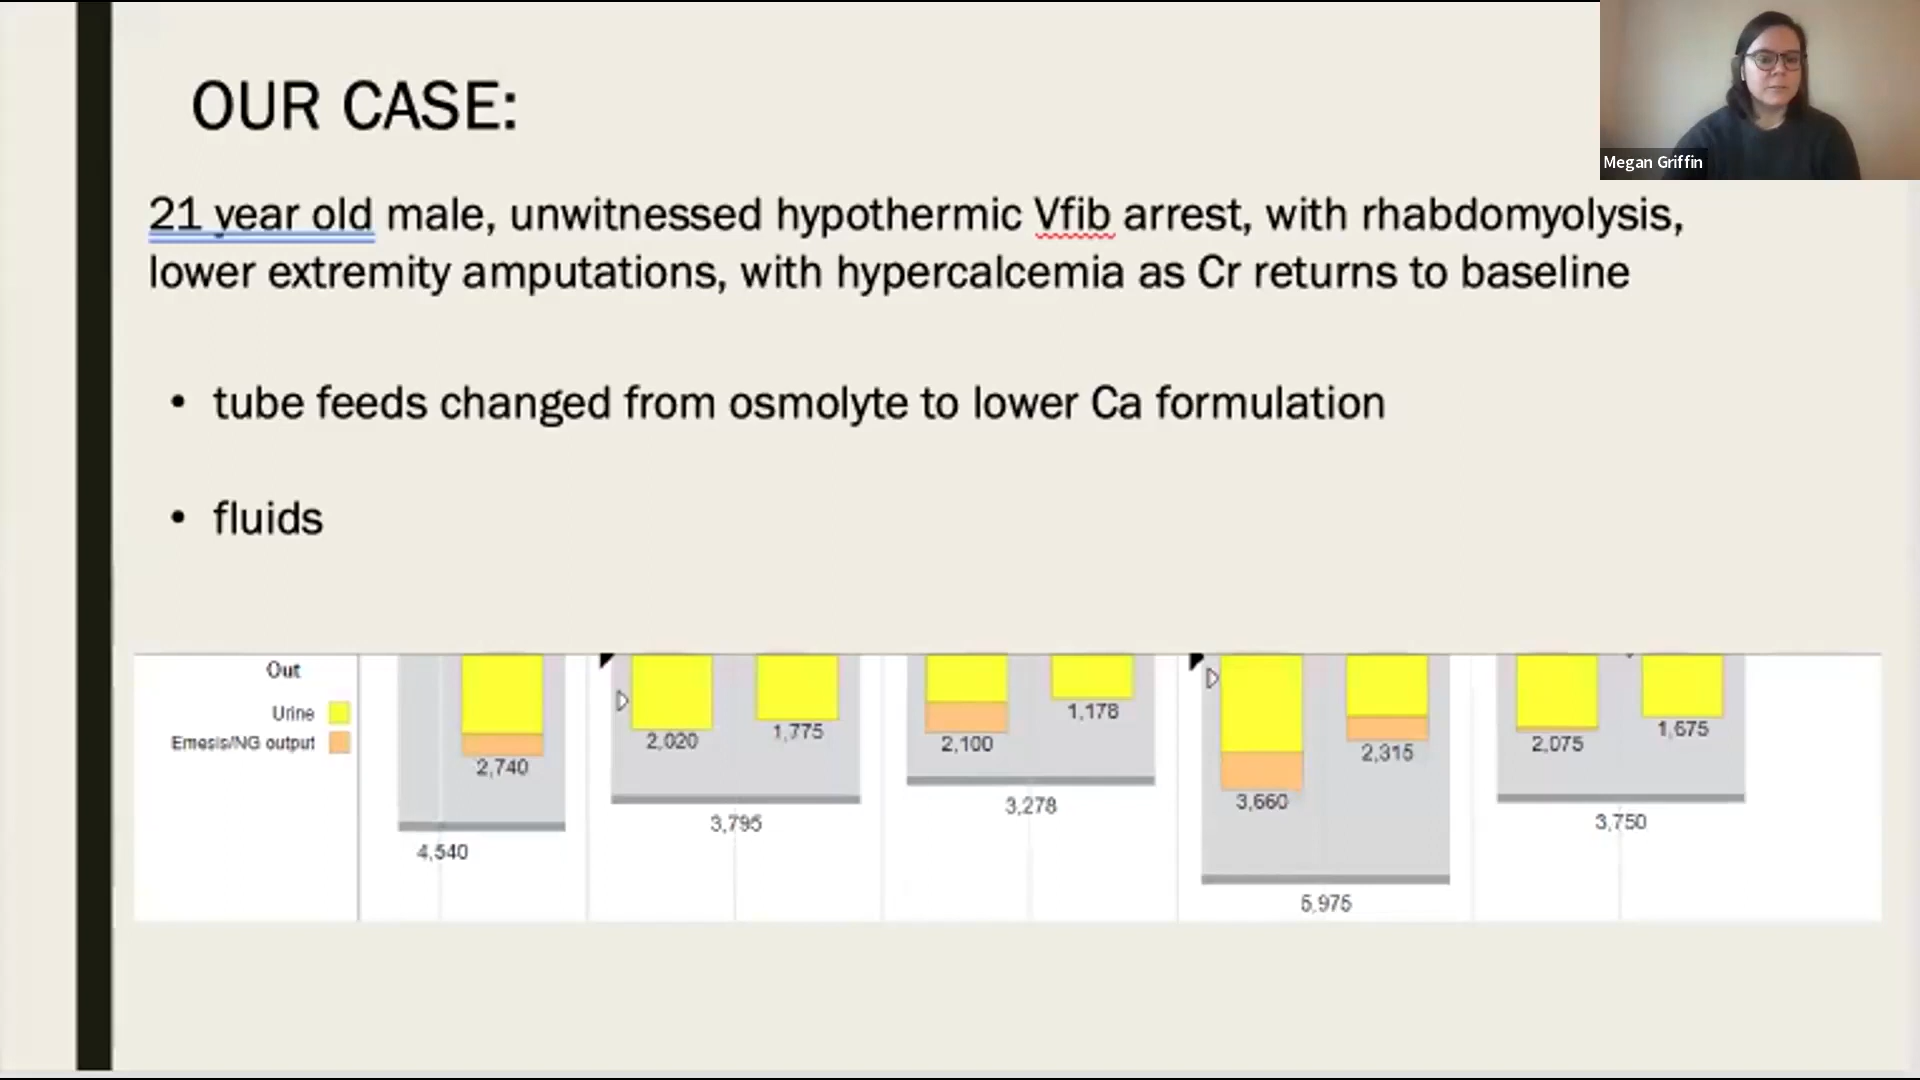 OUR CASE:
Megan Griffin
21 year old male, unwitnessed hypothermic Vfib arrest, with rhabdomyolysis,
lower extremity amputations, with hypercalcemia as Cr returns to baseline
• tube feeds changed from osmolyte to lower Ca formulation
• fluids
Out
Urine
Emesis/NG output
2,740
4,540
2,020
1,775
3,795
2,100
1,178
3,278
3,660
2,315
5,975
2,075
1,675
3,750